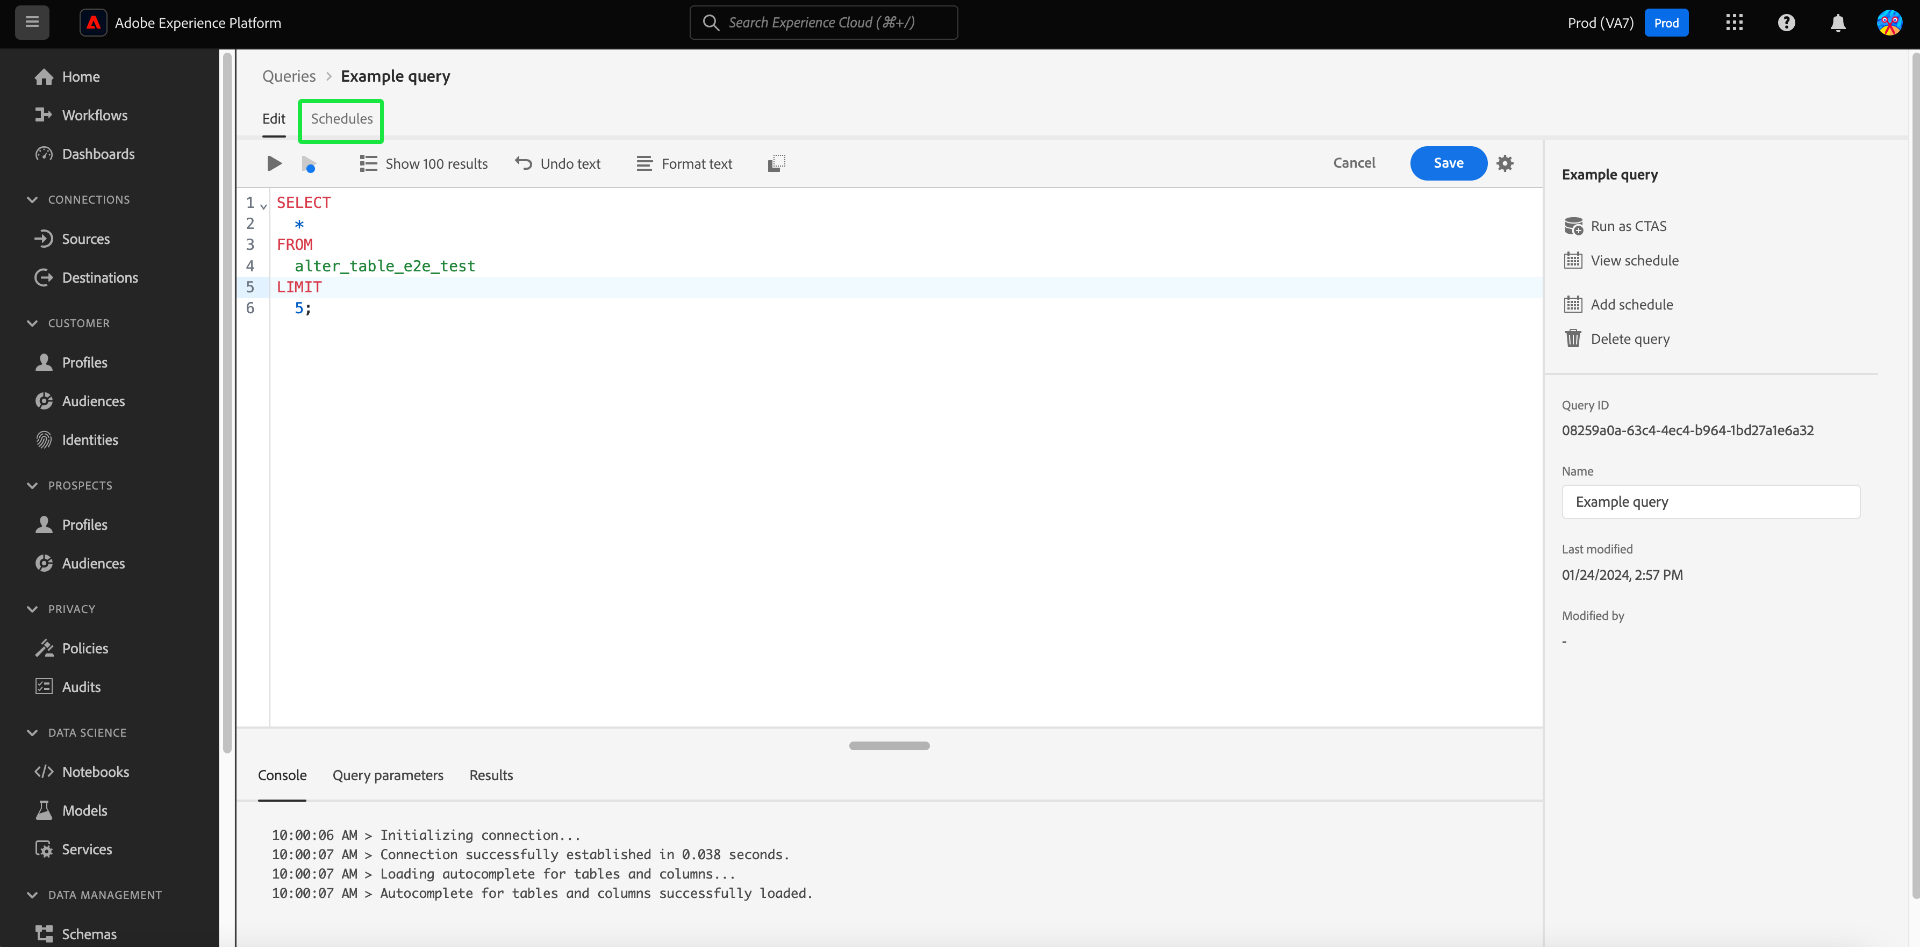 Adobe Experience Platform
Search Experience Cloud (⌘+/)
Prod (VA7)
Prod
Home
Workflows
Dashboards
CONNECTIONS
Sources
Destinations
CUSTOMER
Profiles
Audiences
Identities
PROSPECTS
Profiles
Audiences
PRIVACY
Policies
Audits
DATA SCIENCE
Notebooks
Models
Services
DATA MANAGEMENT
Schemas
Queries > Example query
Edit
Schedules
Show 100 results
Undo text
Format text
Cancel
Save
1 SELECT
2 *
3 FROM
4 alter_table_e2e_test
5 LIMIT
6 5;
Console
Query parameters
Results
10:00:06 AM > Initializing connection...
10:00:07 AM > Connection successfully established in 0.038 seconds.
10:00:07 AM > Loading autocomplete for tables and columns...
10:00:07 AM > Autocomplete for tables and columns successfully loaded.
Example query
Run as CTAS
View schedule
Add schedule
Delete query
Query ID
08259a0a-63c4-4ec4-b964-1bd27a1e6a32
Name
Example query
Last modified
01/24/2024, 2:57 PM
Modified by
-